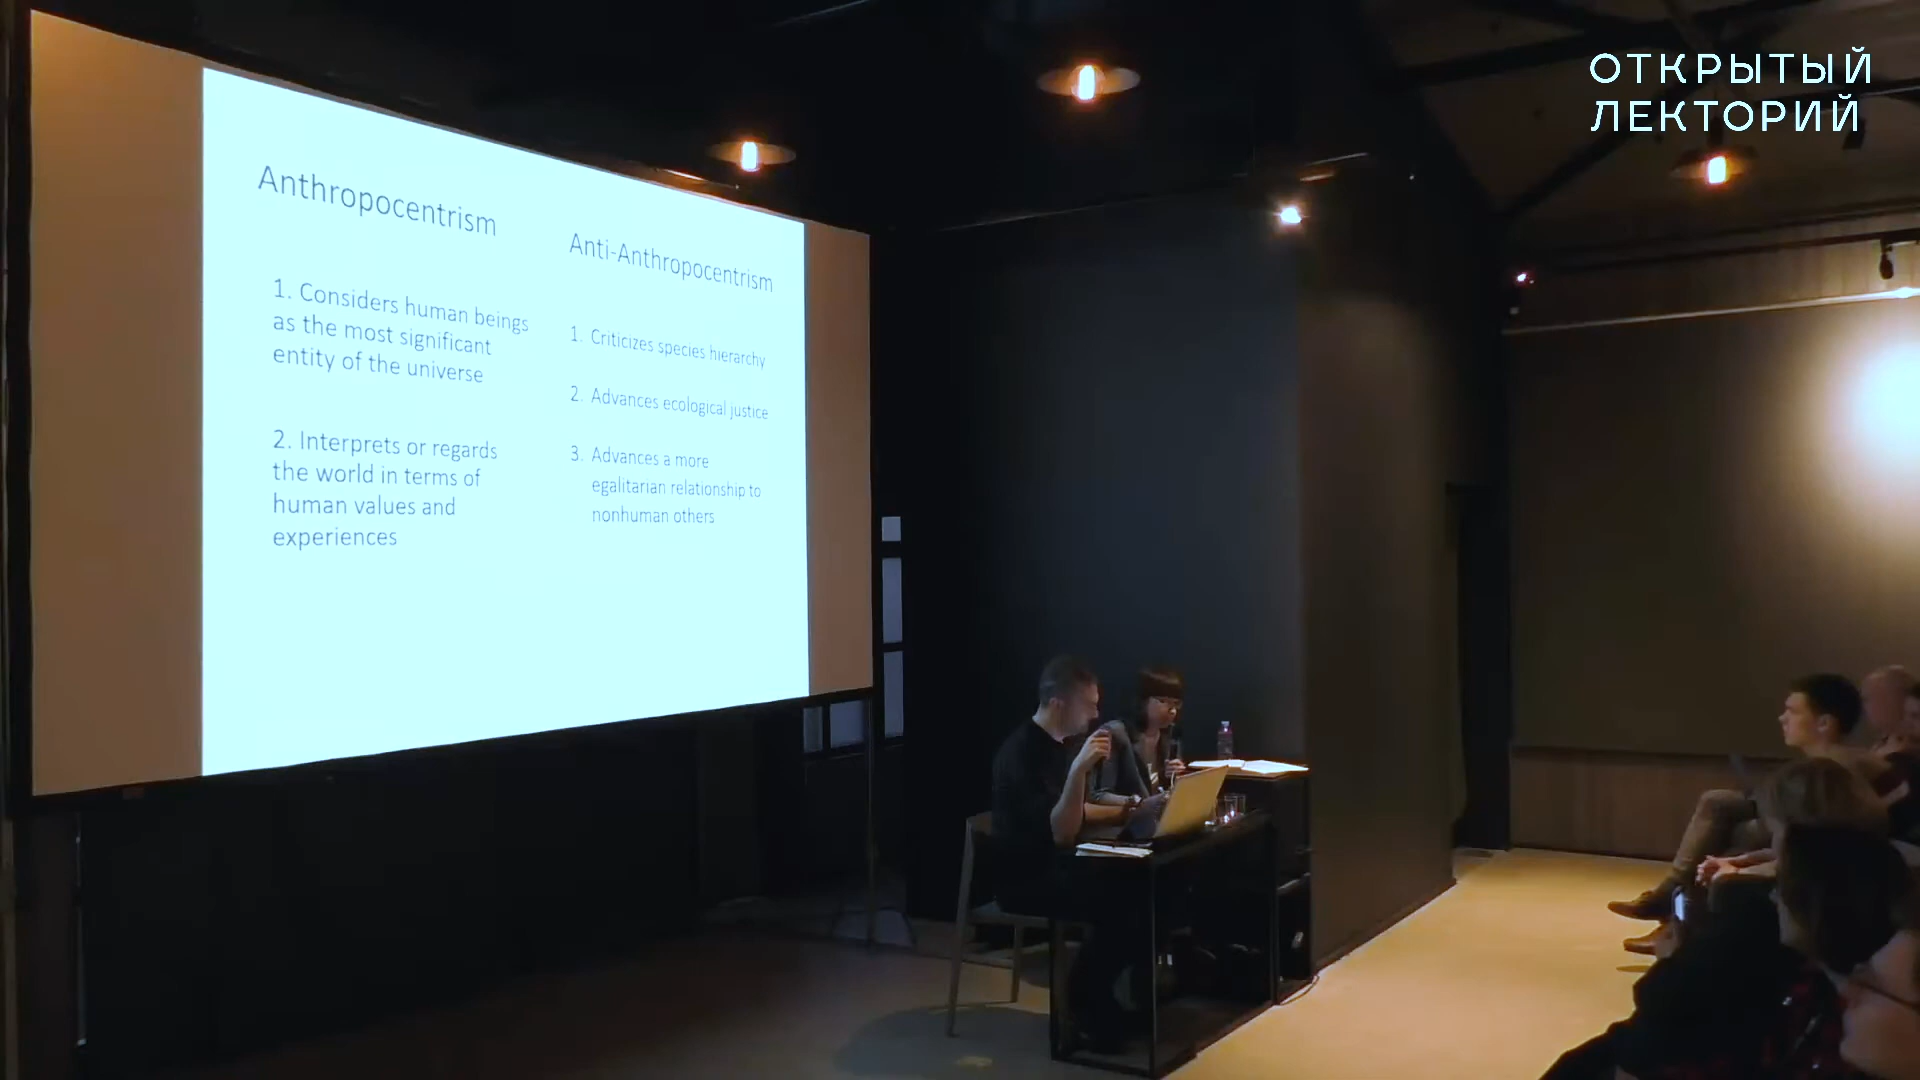 Anthropocentrism
1. Considers human beings
as the most significant
entity of the universe
2. Interprets or regards
the world in terms of
human values and
experiences
Anti-Anthropocentrism
1. Criticizes species hierarchy
2. Advances ecological justice
3. Advances a more
egalitarian relationship to
nonhuman others
ОТКРЫТЫЙ
ЛЕКТОРИЙ